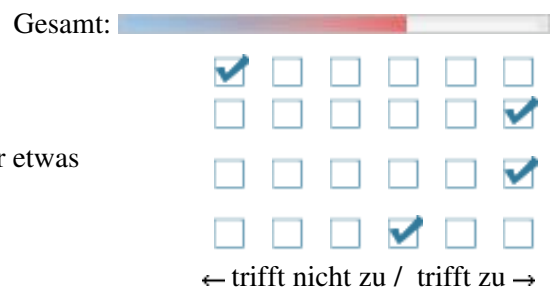 Gesamt:
r etwas
← trifft nicht zu / trifft zu →